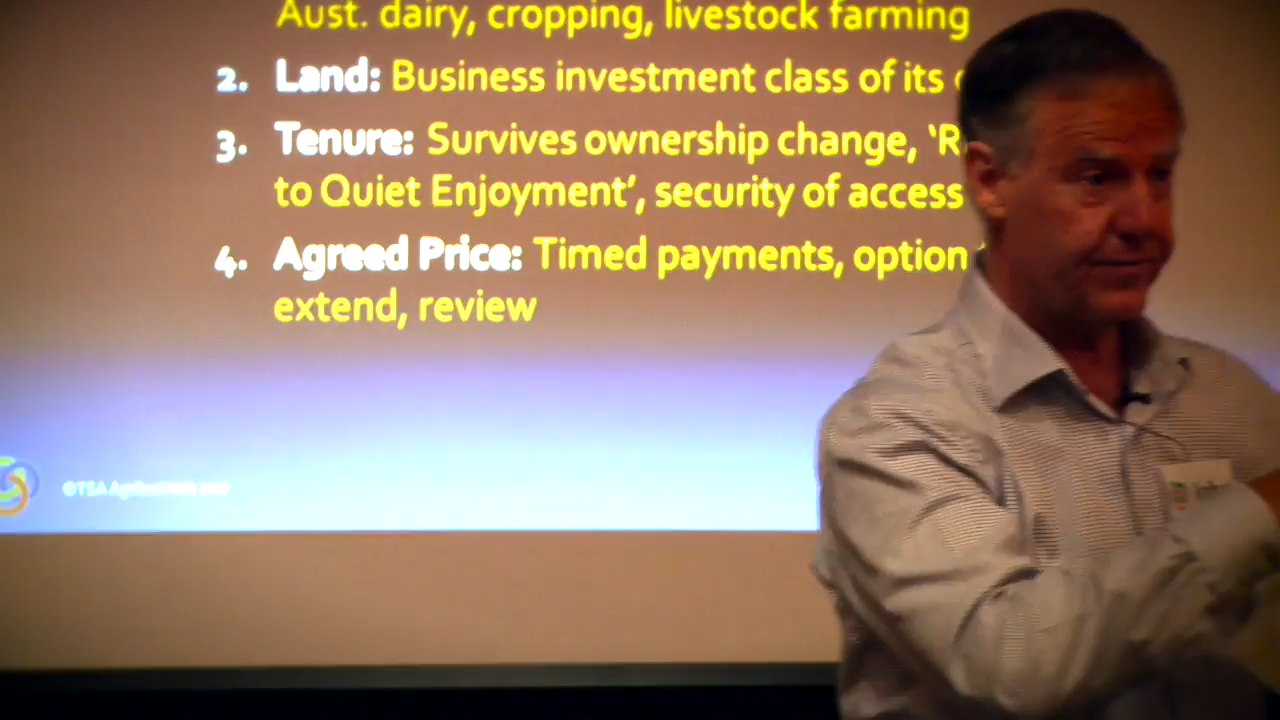 Aust. dairy, cropping, livestock farming
2. Land: Business investment class of its
3. Tenure: Survives ownership change, ‘R
to Quiet Enjoyment’, security of access
4. Agreed Price: Timed payments, option
extend, review
©TSA